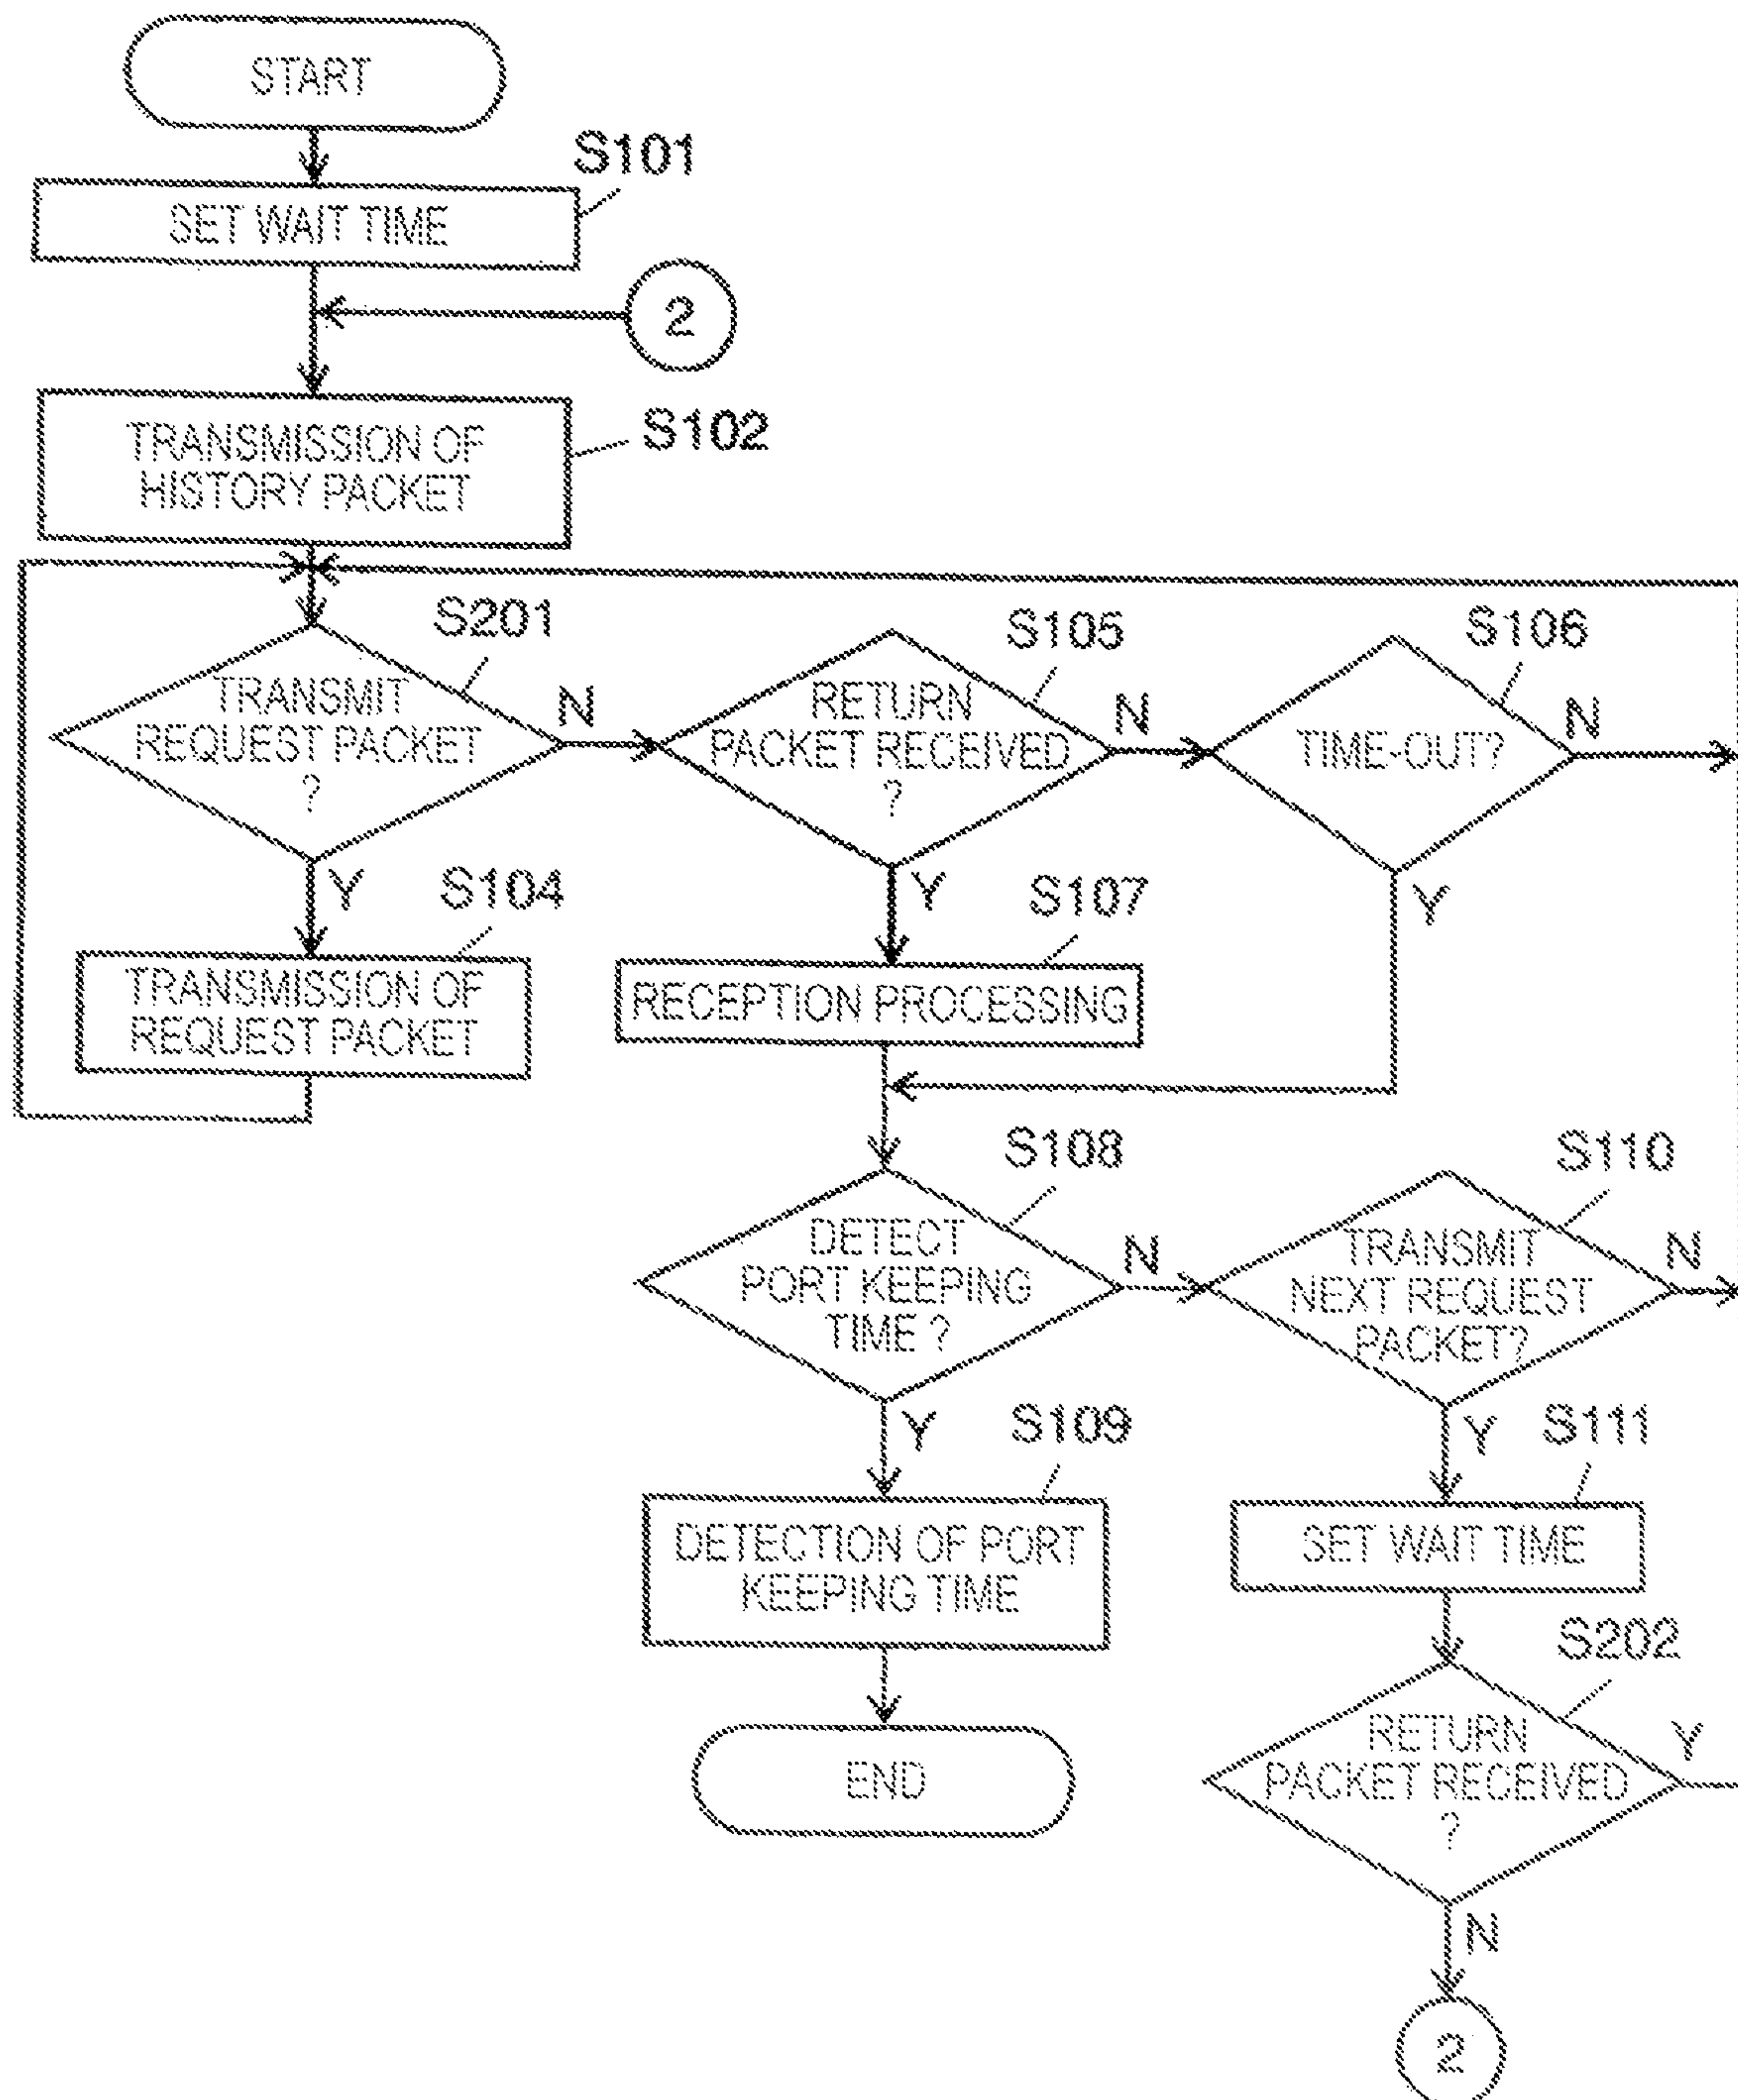 START
S101
SET WAIT TIME
2
S102
TRANSMISSION OF
HISTORY PACKET
S201
TRANSMIT
REQUEST PACKET
?
N
Y
S105
RETURN
PACKET RECEIVED
?
N
Y
S106
TIME-OUT?
N
Y
S104
TRANSMISSION OF
REQUEST PACKET
S107
RECEPTION PROCESSING
S108
DETECT
PORT KEEPING
TIME ?
N
Y
S110
TRANSMIT
NEXT REQUEST
PACKET?
N
Y
S109
DETECTION OF PORT
KEEPING TIME
S111
SET WAIT TIME
END
S202
RETURN
PACKET RECEIVED
?
Y
N
2